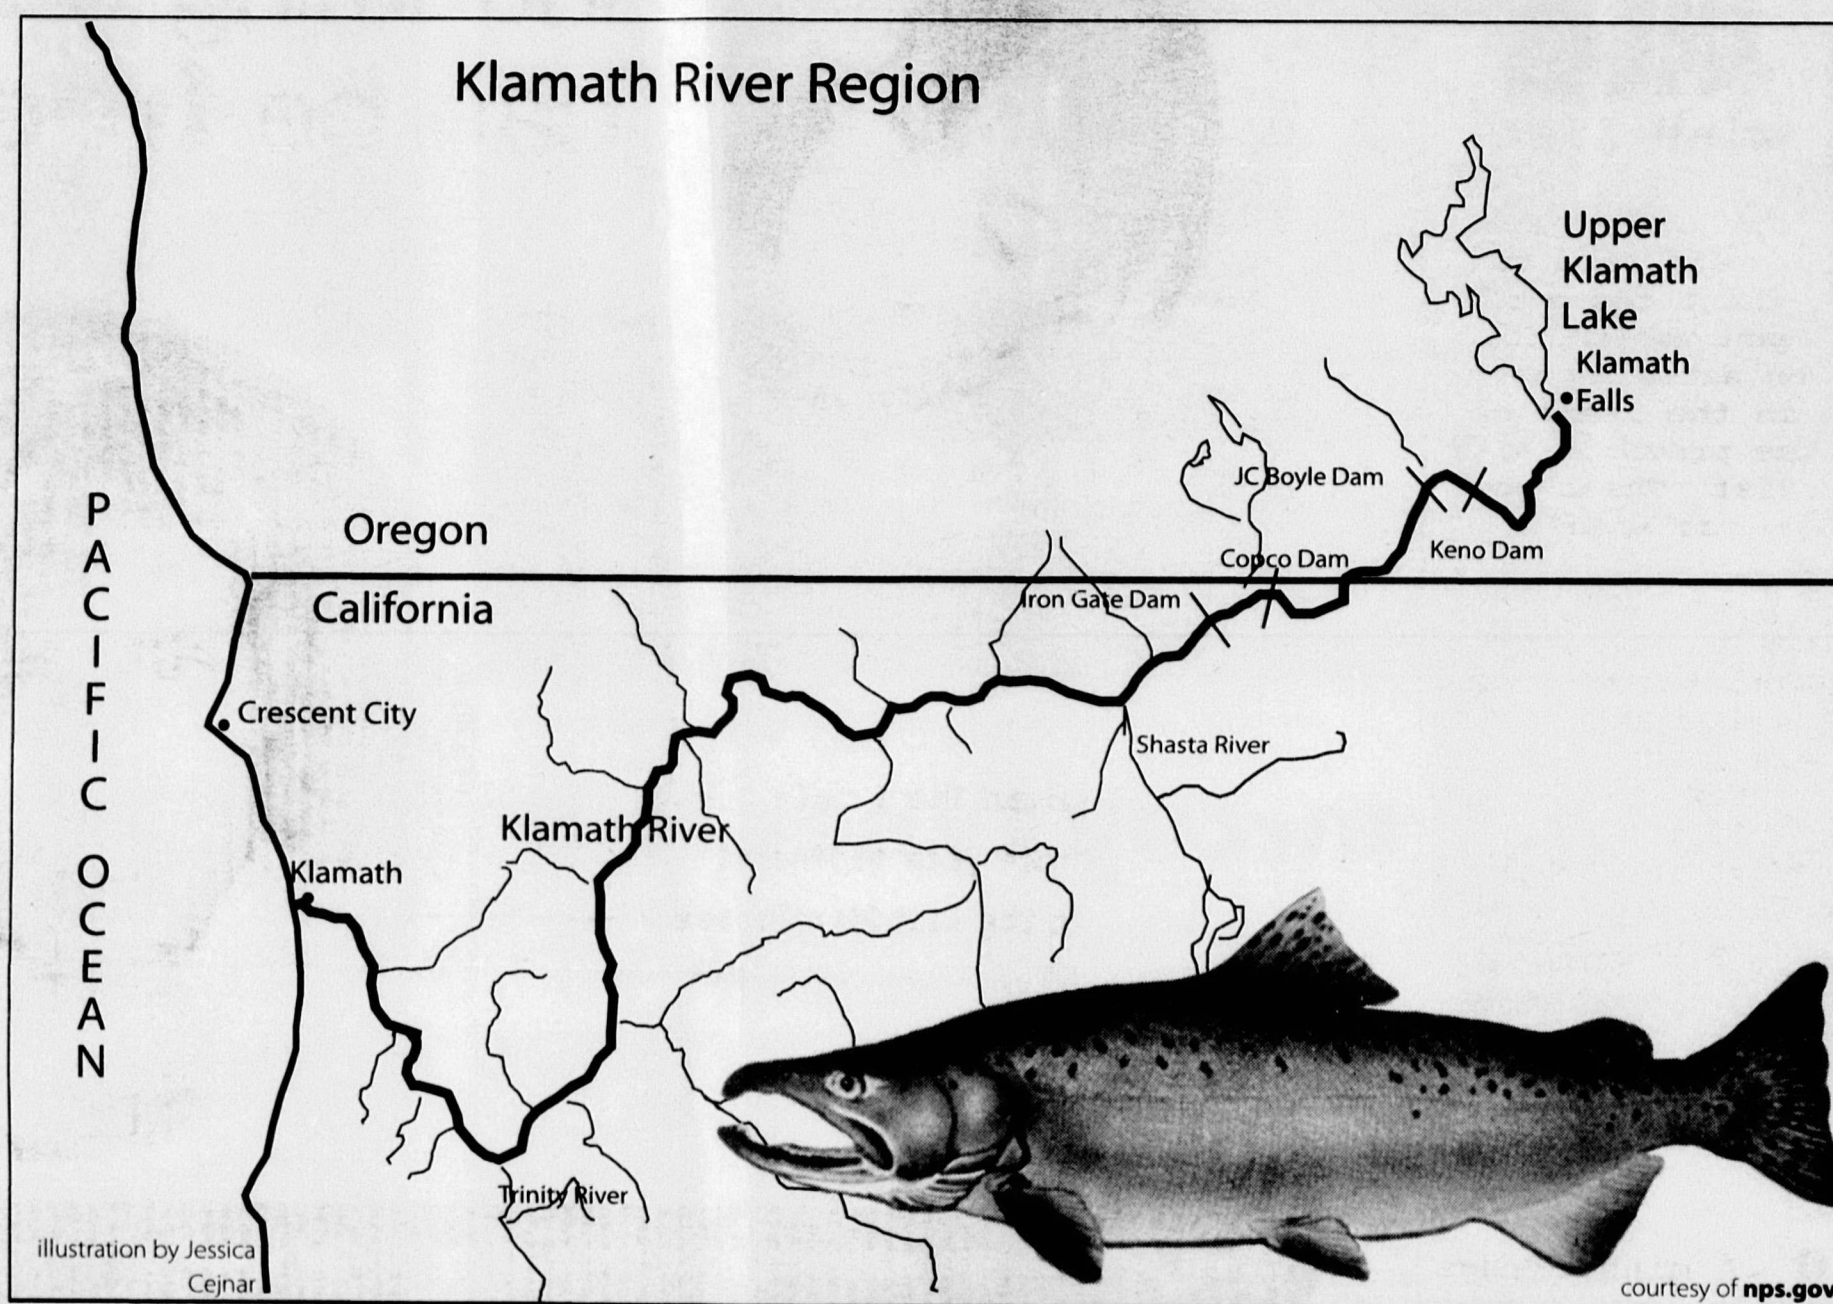 Klamath River Region
Upper
Klamath
Lake
Klamath
Falls
JC Boyle Dam
Keno Dam
Copco Dam
Iron Gate Dam
Oregon
California
PACIFIC OCEAN
Crescent City
Shasta River
Klamath River
Klamath
Trinity River
illustration by Jessica
Cejnar
courtesy of nps.gov